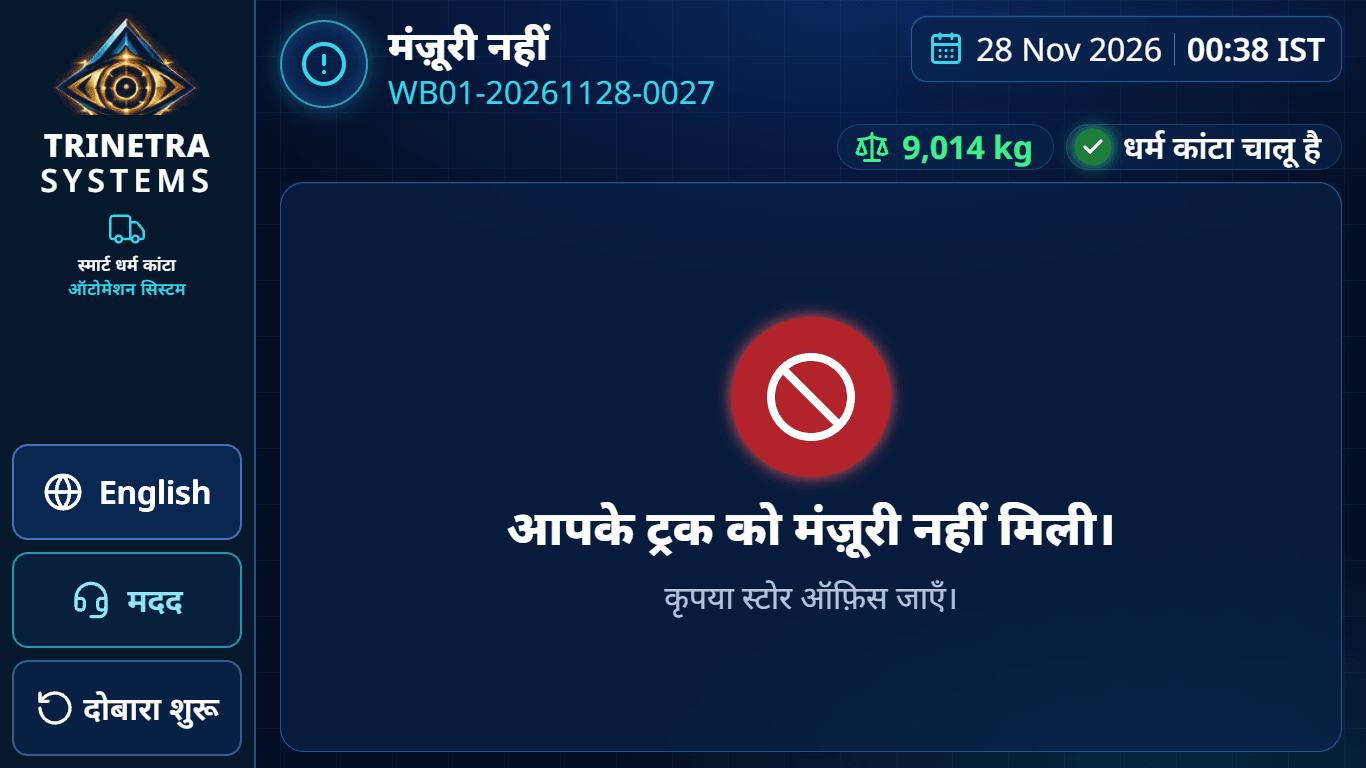 TRINETRA
SYSTEMS
स्मार्ट धर्म कांटा
ऑटोमेशन सिस्टम
English
मदद
दोबारा शुरू
मंज़ूरी नहीं
WB01-20261128-0027
28 Nov 2026 00:38 IST
9,014 kg
धर्म कांटा चालू है
आपके ट्रक को मंज़ूरी नहीं मिली।
कृपया स्टोर ऑफ़िस जाएँ।